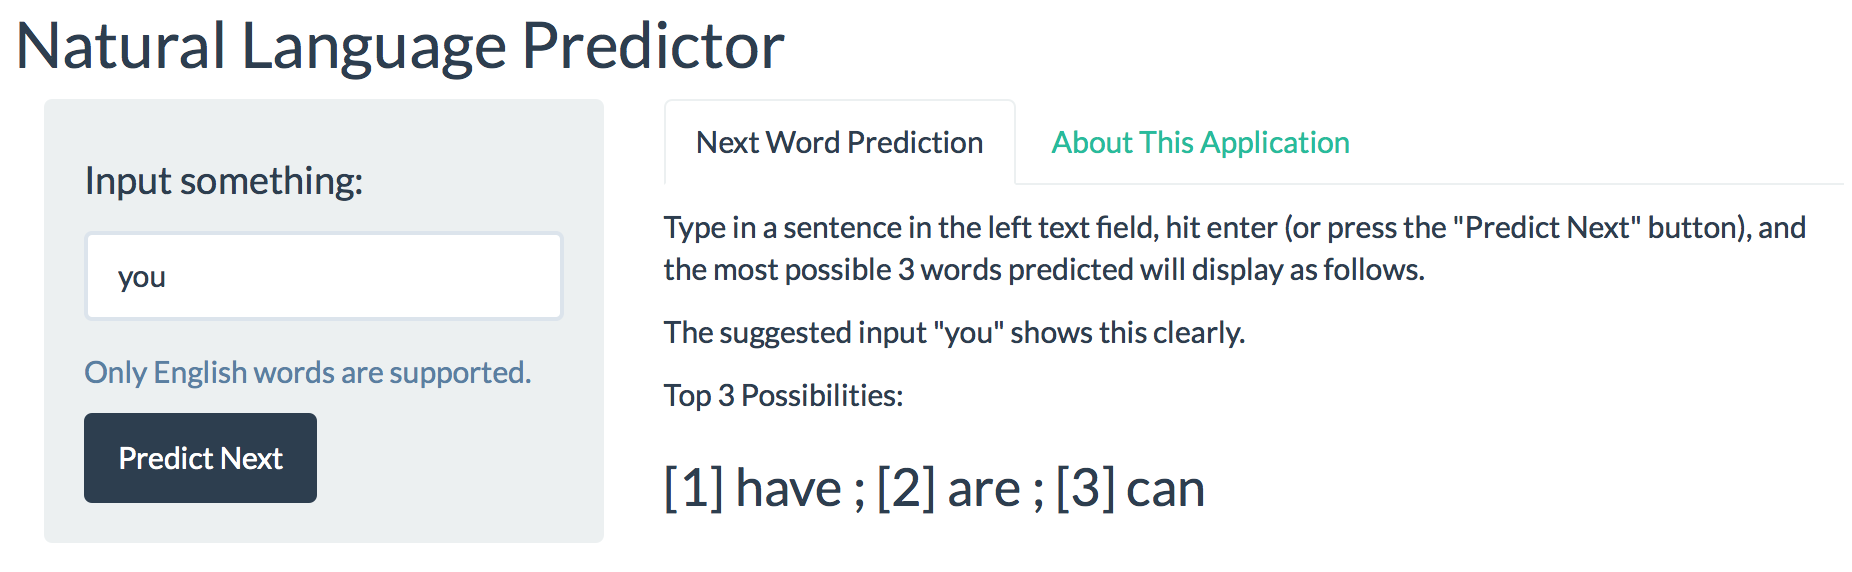 Natural Language Predictor
Input something:
you
Only English words are supported.
Predict Next
Next Word Prediction
About This Application
Type in a sentence in the left text field, hit enter (or press the "Predict Next" button), and
the most possible 3 words predicted will display as follows.
The suggested input "you" shows this clearly.
Top 3 Possibilities:
[1] have ; [2] are ; [3] can